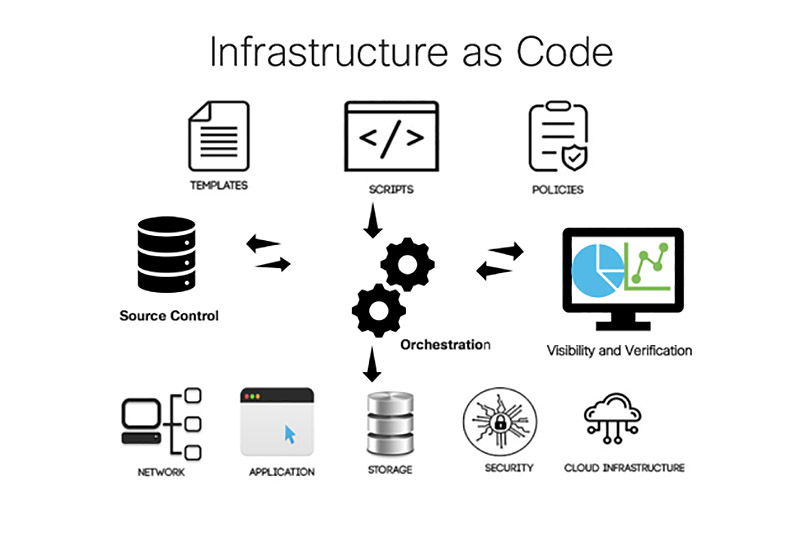 Infrastructure as Code
TEMPLATES
SCRIPTS
POLICIES
Source Control
Orchestration
Visibility and Verification
NETWORK
APPLICATION
STORAGE
SECURITY
CLOUD INFRASTRUCTURE